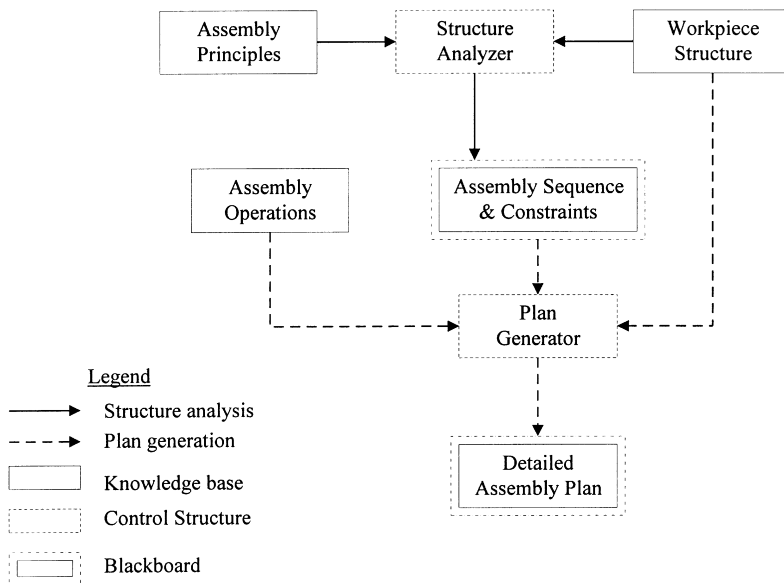 Assembly
Principles
Structure
Analyzer
Workpiece
Structure
Assembly
Operations
Assembly Sequence
& Constraints
Plan
Generator
Detailed
Assembly Plan
Legend
Structure analysis
Plan generation
Knowledge base
Control Structure
Blackboard